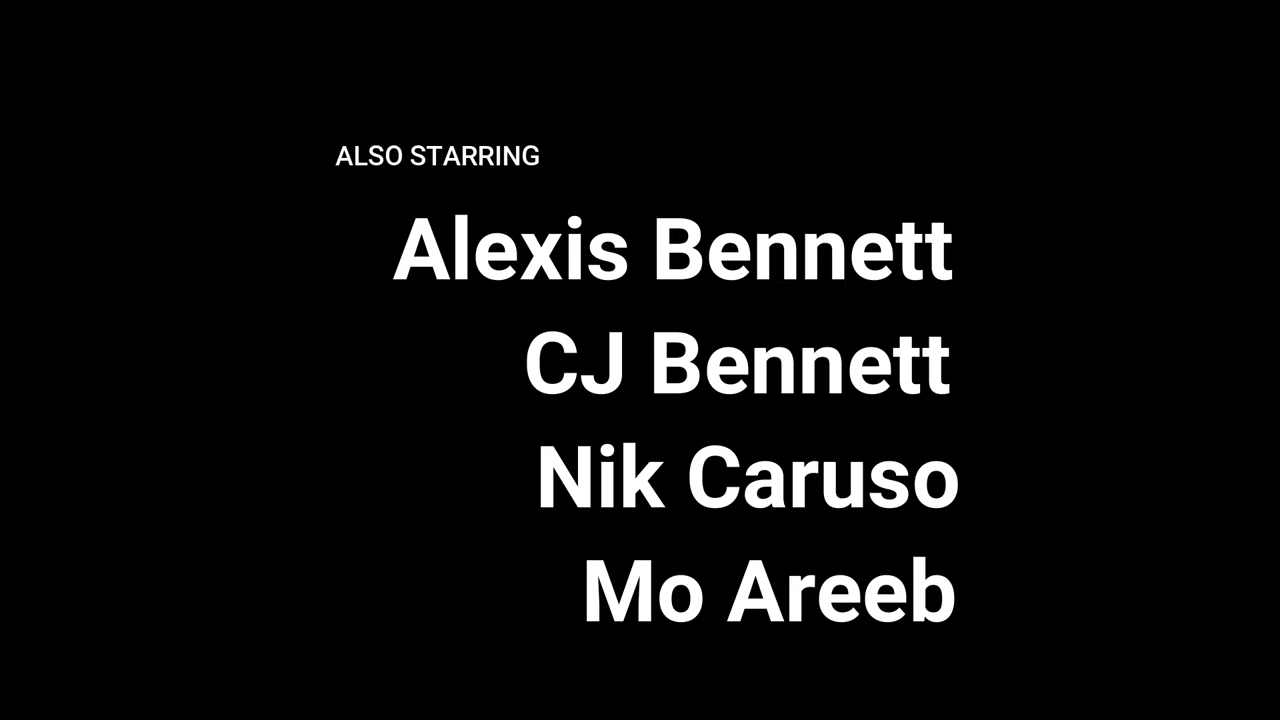 ALSO STARRING
Alexis Bennett
CJ Bennett
Nik Caruso
Mo Areeb